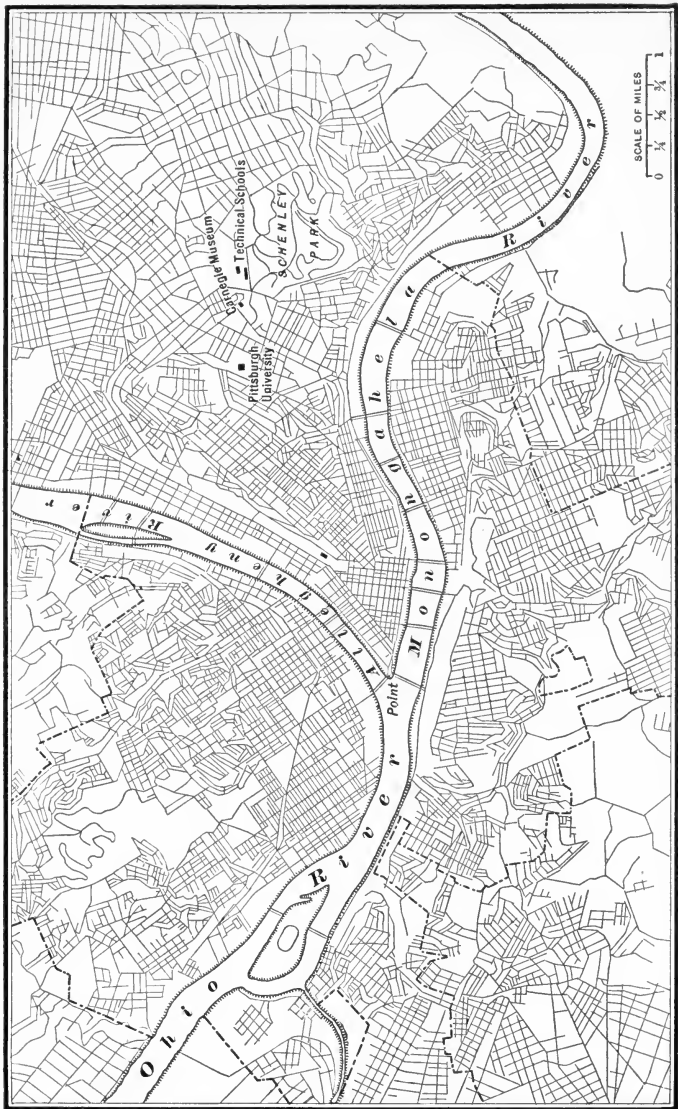 Ohio River
Allegheny River
Monongahela River
Point
Pittsburgh
University
Carnegie Museum
Technical Schools
SCHENLEY
PARK
SCALE OF MILES
0 ¼ ½ ¾ 1